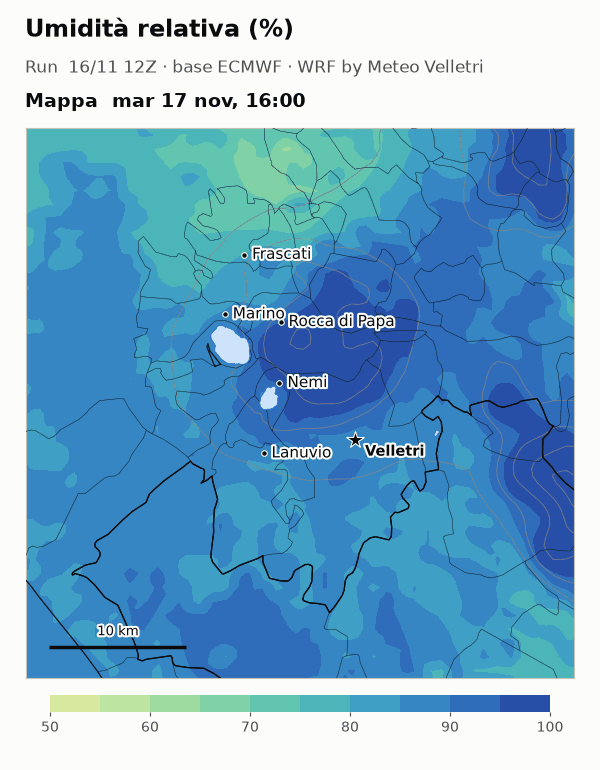 Umidità relativa (%)
Run  16/11 12Z · base ECMWF · WRF by Meteo Velletri
Mappa  mar 17 nov, 16:00
Frascati
Marino
Rocca di Papa
Nemi
Velletri
Lanuvio
10 km
50 60 70 80 90 100